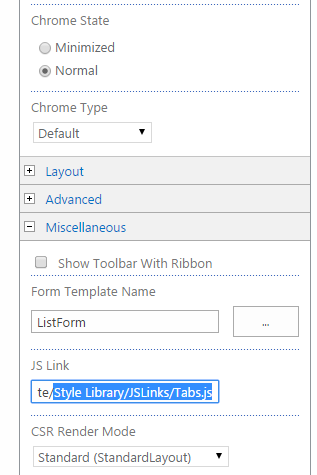 Chrome State
Minimized
Normal
Chrome Type
Default
Layout
Advanced
Miscellaneous
Show Toolbar With Ribbon
Form Template Name
ListForm
...
JS Link
te/Style Library/JSLinks/Tabs.js
CSR Render Mode
Standard (StandardLayout)